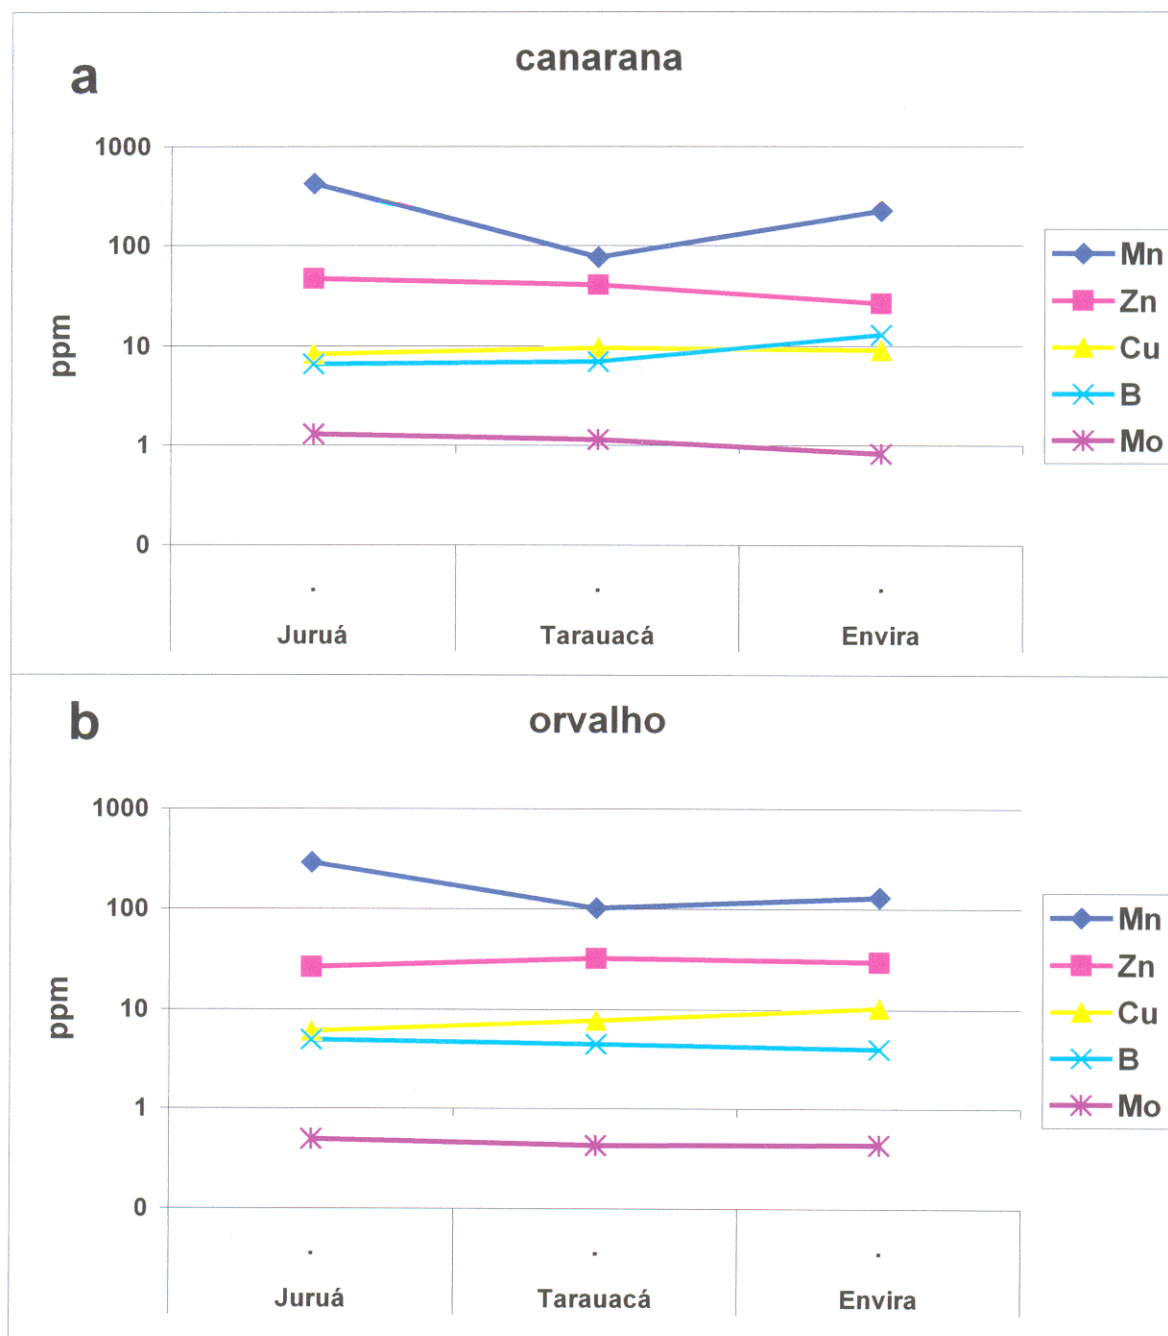 a
canarana
1000
100
10
1
0
ppm
Mn
Zn
Cu
B
Mo
. . .
Juruá Tarauacá Envira
b
orvalho
1000
100
10
1
0
ppm
Mn
Zn
Cu
B
Mo
. . .
Juruá Tarauacá Envira